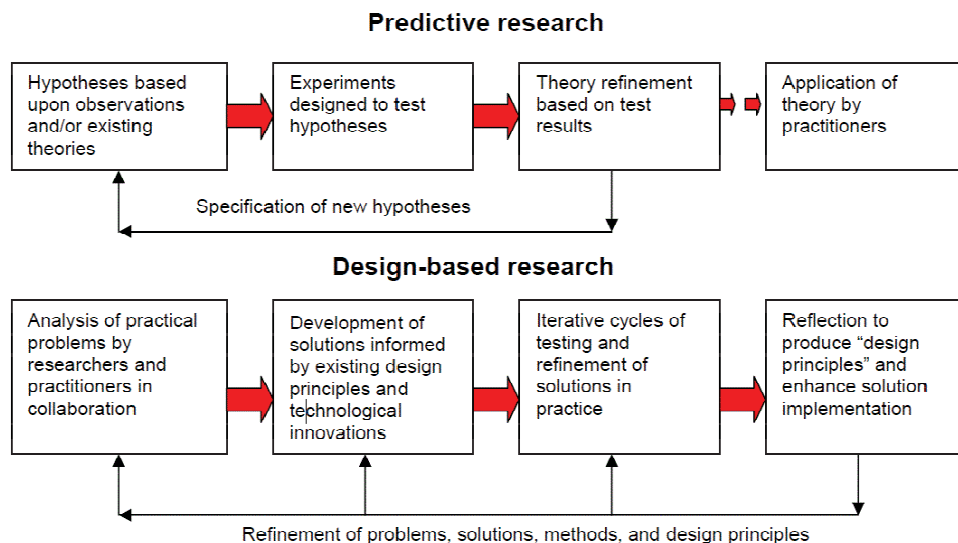 Predictive research
Hypotheses based
upon observations
and/or existing
theories
Experiments
designed to test
hypotheses
Theory refinement
based on test
results
Application of
theory by
practitioners
Specification of new hypotheses
Design-based research
Analysis of practical
problems by
researchers and
practitioners in
collaboration
Development of
solutions informed
by existing design
principles and
technological
innovations
Iterative cycles of
testing and
refinement of
solutions in
practice
Reflection to
produce “design
principles” and
enhance solution
implementation
Refinement of problems, solutions, methods, and design principles